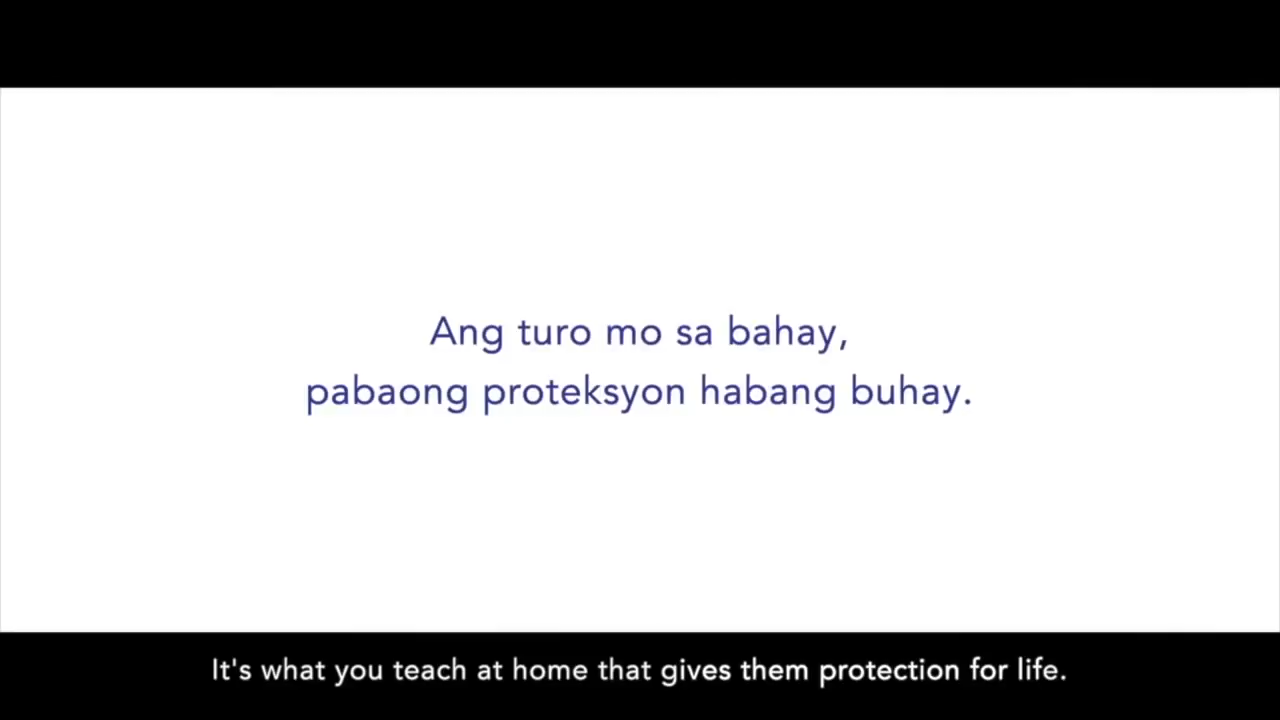 Ang turo mo sa bahay,
pabaong proteksyon habang buhay.
It's what you teach at home that gives them protection for life.